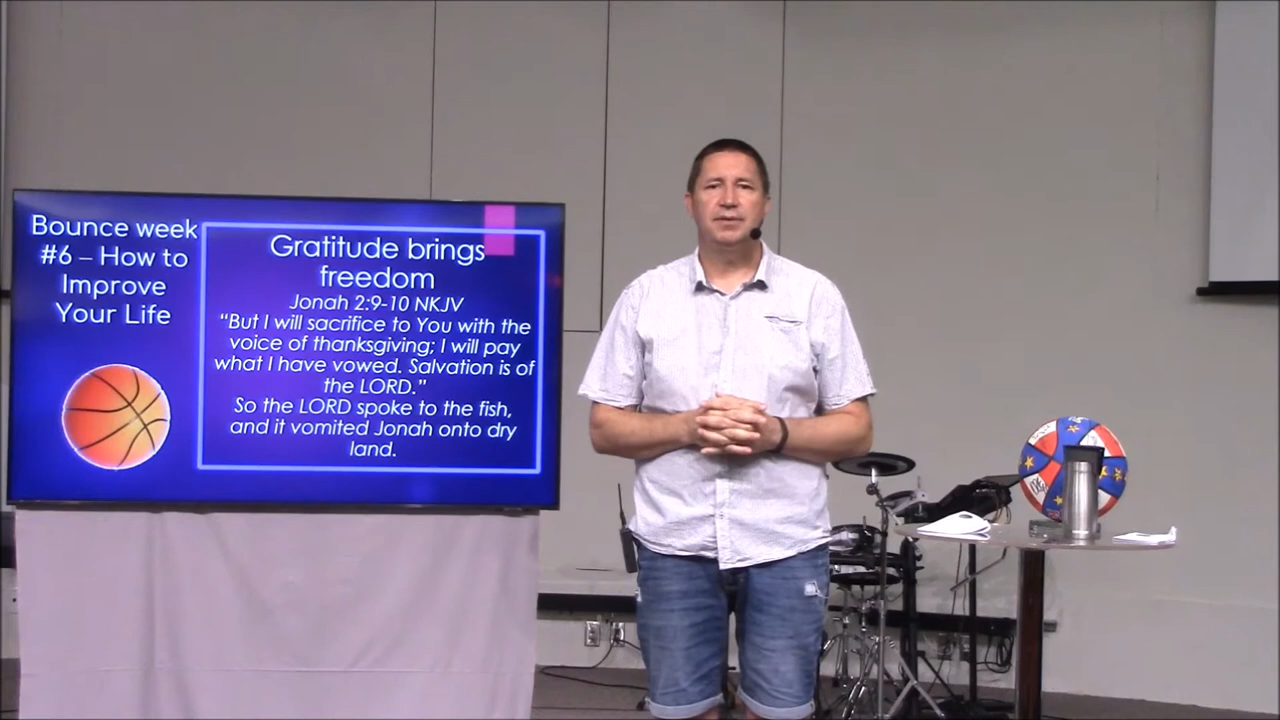 Bounce week
#6 – How to
Improve
Your Life
Gratitude brings
freedom
Jonah 2:9-10 NKJV
“But I will sacrifice to You with the
voice of thanksgiving; I will pay
what I have vowed. Salvation is of
the LORD.”
So the LORD spoke to the fish,
and it vomited Jonah onto dry
land.